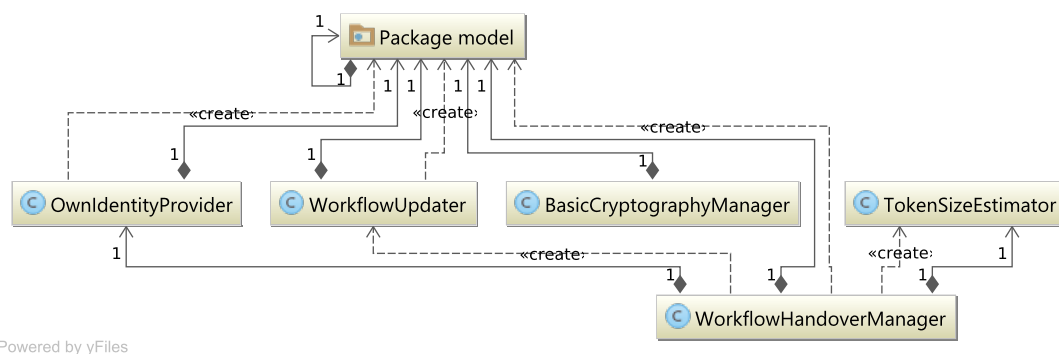 1
Package model
1
1
1
1
1
«create»
«create»
«create»
1
1
1
C OwnIdentityProvider
C WorkflowUpdater
C BasicCryptographyManager
C TokenSizeEstimator
1
«create»
«create»
1
1
1
1
C WorkflowHandoverManager
Powered by yFiles